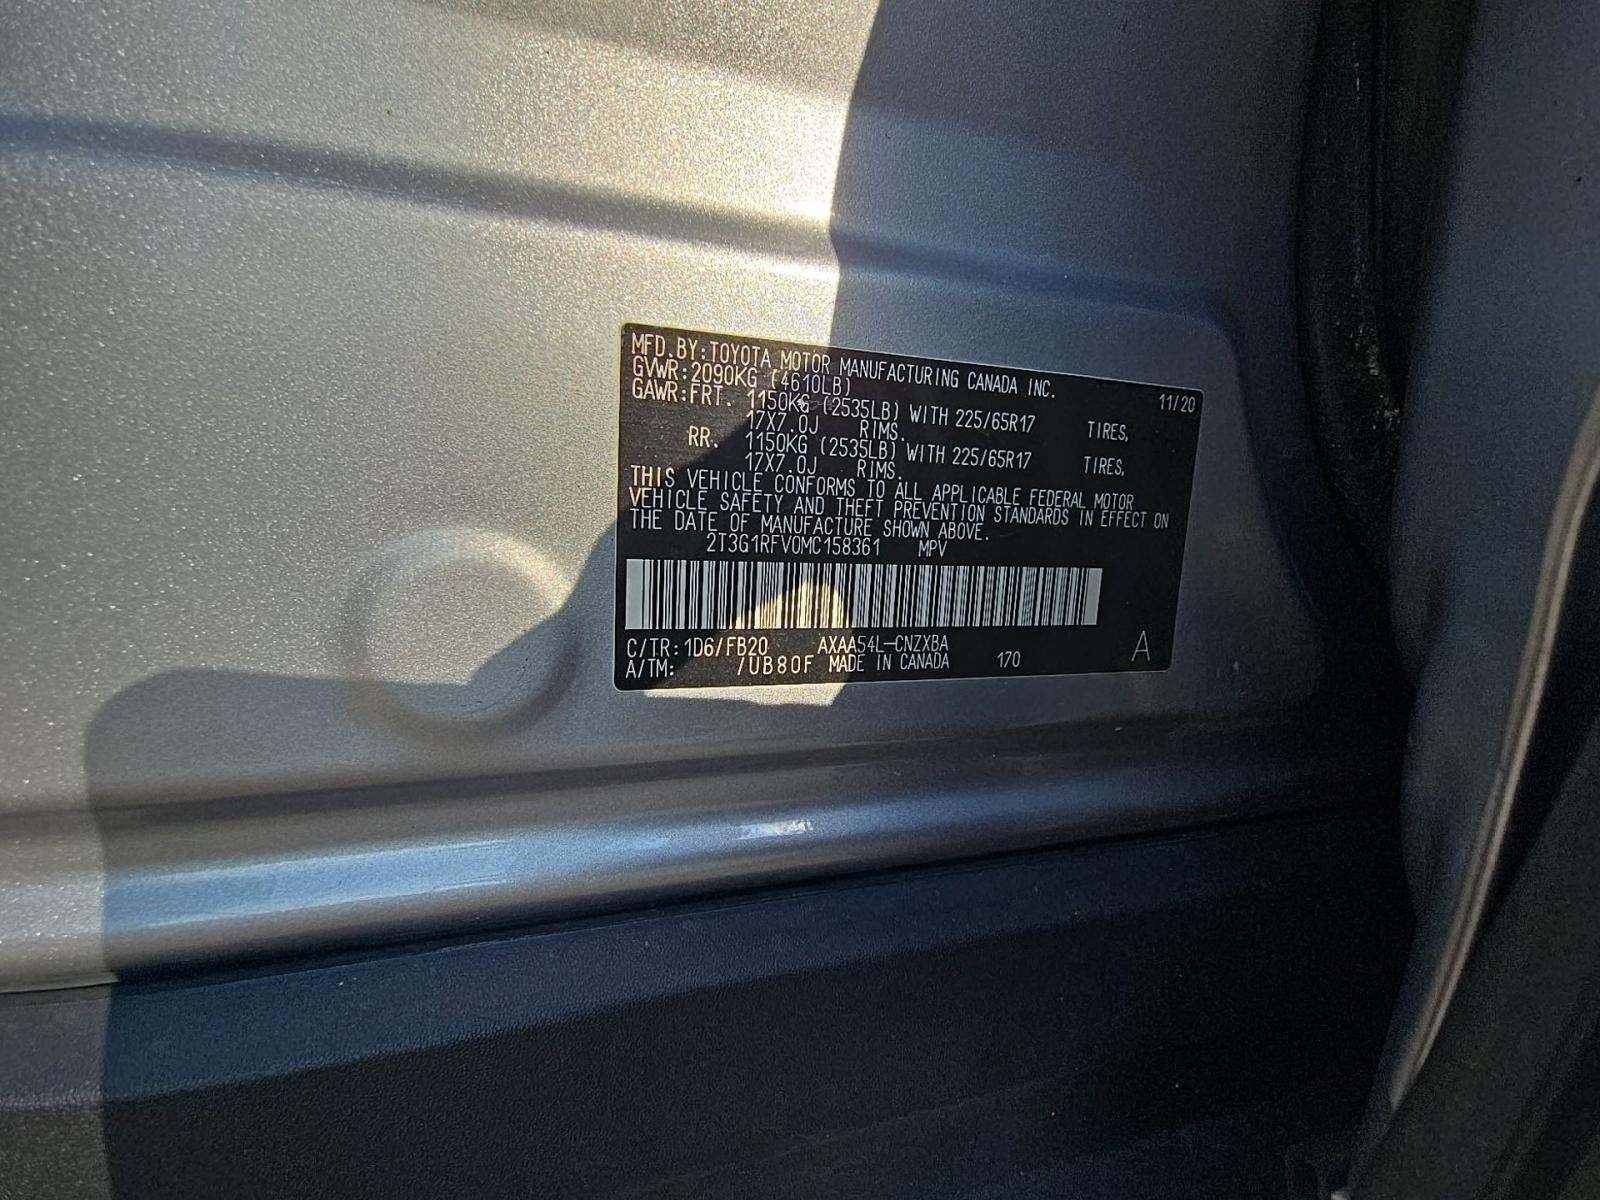 MFD.BY:TOYOTA MOTOR MANUFACTURING CANADA INC.
GVWR:2090KG (4610LB) 11/20
GAWR:FRT. 1150KG (2535LB) WITH 225/65R17 TIRES,
17X7.0J RIMS.
RR. 1150KG (2535LB) WITH 225/65R17 TIRES,
17X7.0J RIMS.
THIS VEHICLE CONFORMS TO ALL APPLICABLE FEDERAL MOTOR
VEHICLE SAFETY AND THEFT PREVENTION STANDARDS IN EFFECT ON
THE DATE OF MANUFACTURE SHOWN ABOVE.
2T3G1RFV0MC158361 MPV
C/TR:1D6/FB20 AXAA54L-CNZXBA
A/TM: /UB80F MADE IN CANADA 170 A